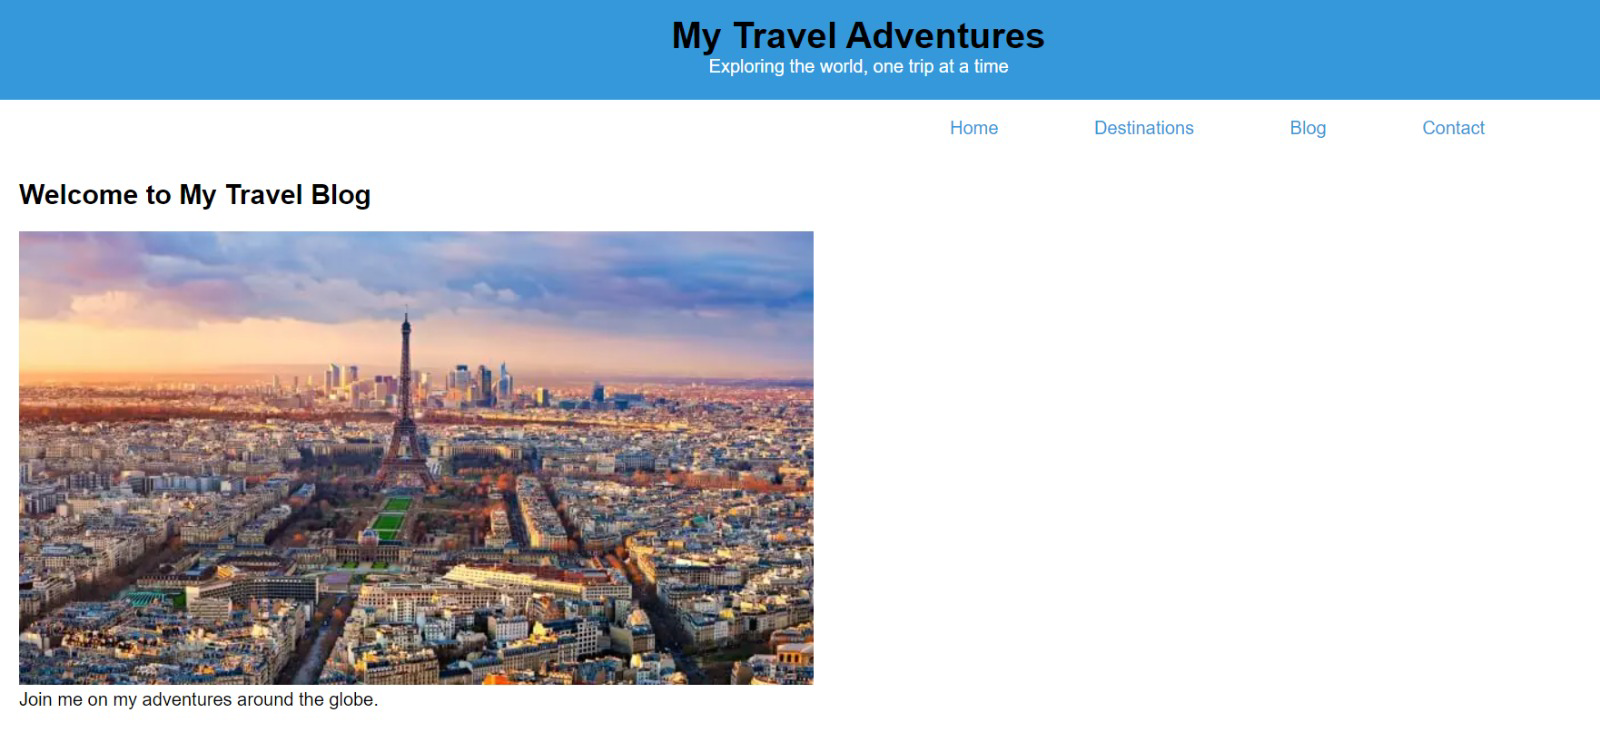 My Travel Adventures
Exploring the world, one trip at a time
Home Destinations Blog Contact
Welcome to My Travel Blog
Join me on my adventures around the globe.